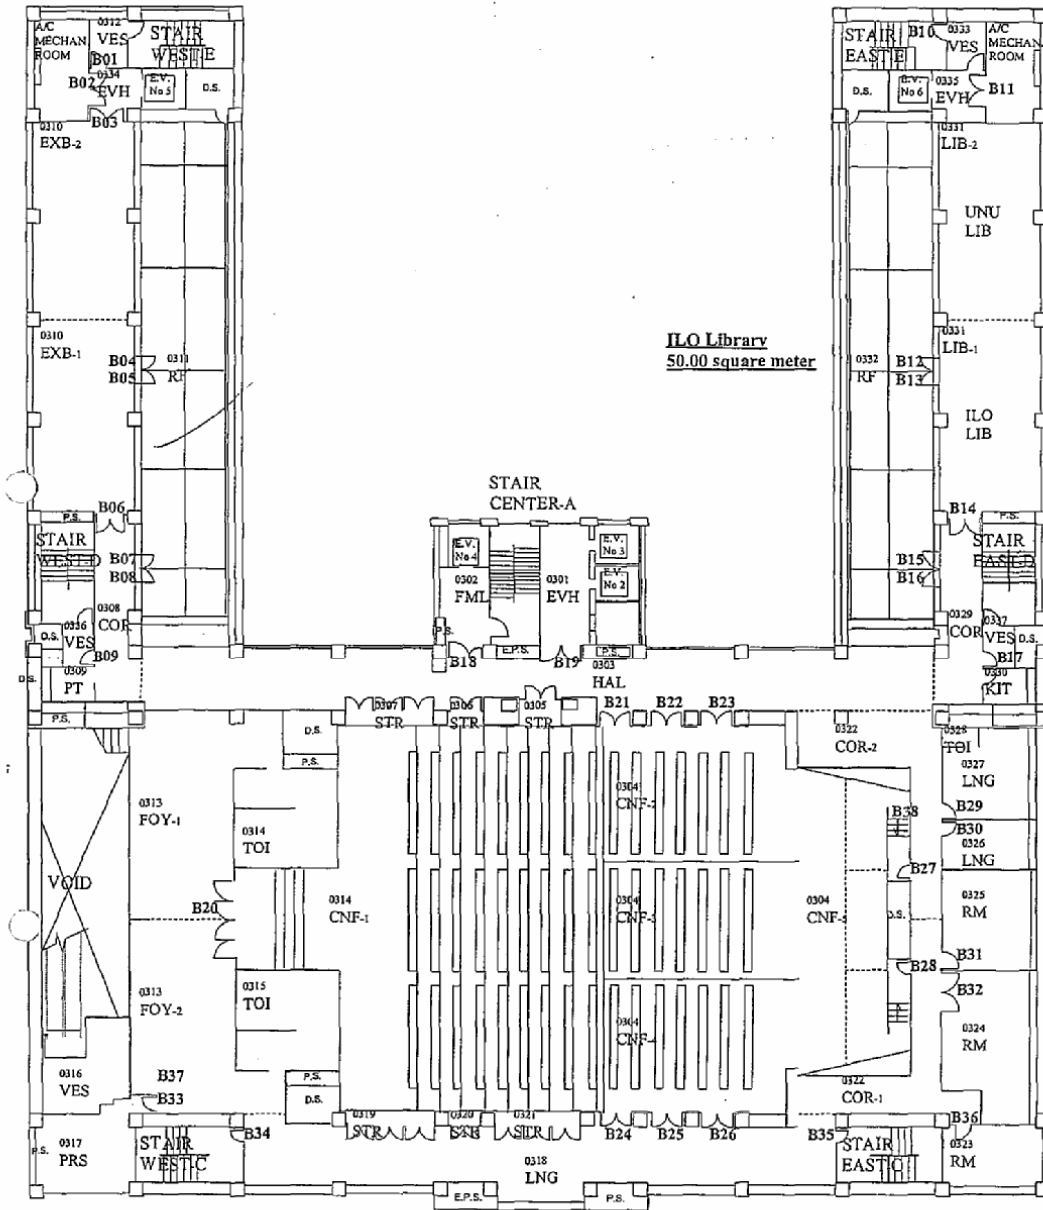 A/C
MECHAN
ROOM
0312
VES
STAIR
WEST-E
B01
B02
0334
EVH
E.V.
No 5
D.S.
B03
STAIR
EAST-E
B10
0333
VES
A/C
MECHAN
ROOM
D.S.
E.V.
No 6
0335
EVH
B11
0310
EXB-2
0331
LIB-2
UNU
LIB
0310
EXB-1
B04
B05
0311
RF
ILO Library
50.00 square meter
0332
RF
B12
B13
0331
LIB-1
ILO
LIB
STAIR
CENTER-A
P.S.
B06
STAIR
WEST-D
B07
B08
0308
COR
0336
VES
D.S.
B09
0309
PT
D.S.
P.S.
E.V.
No 4
0302
FML
0301
EVH
E.V.
No 3
E.V.
No 2
P.S.
B18
E.P.S.
B19
P.S.
0303
HAL
B14
P.S.
STAIR
EAST-D
B15
B16
0329
COR
0337
VES
D.S.
B17
0330
KIT
0307
STR
0306
STR
0305
STR
B21
B22
B23
D.S.
P.S.
0322
COR-2
0328
TOI
0327
LNG
0313
FOY-1
0314
TOI
0304
CNF-2
B38
B29
B30
0326
LNG
VOID
B20
0314
CNF-1
0304
CNF-3
0304
B27
D.S.
0325
RM
B28
B31
B32
0313
FOY-2
0315
TOI
0304
0324
RM
0316
VES
B37
B33
P.S.
D.S.
0322
COR-1
0317
PRS
P.S.
STAIR
WEST-C
B34
0319
STR
0320
STR
0321
STR
B24
B25
B26
B35
STAIR
EAST-C
B36
0323
RM
0318
LNG
E.P.S.
P.S.